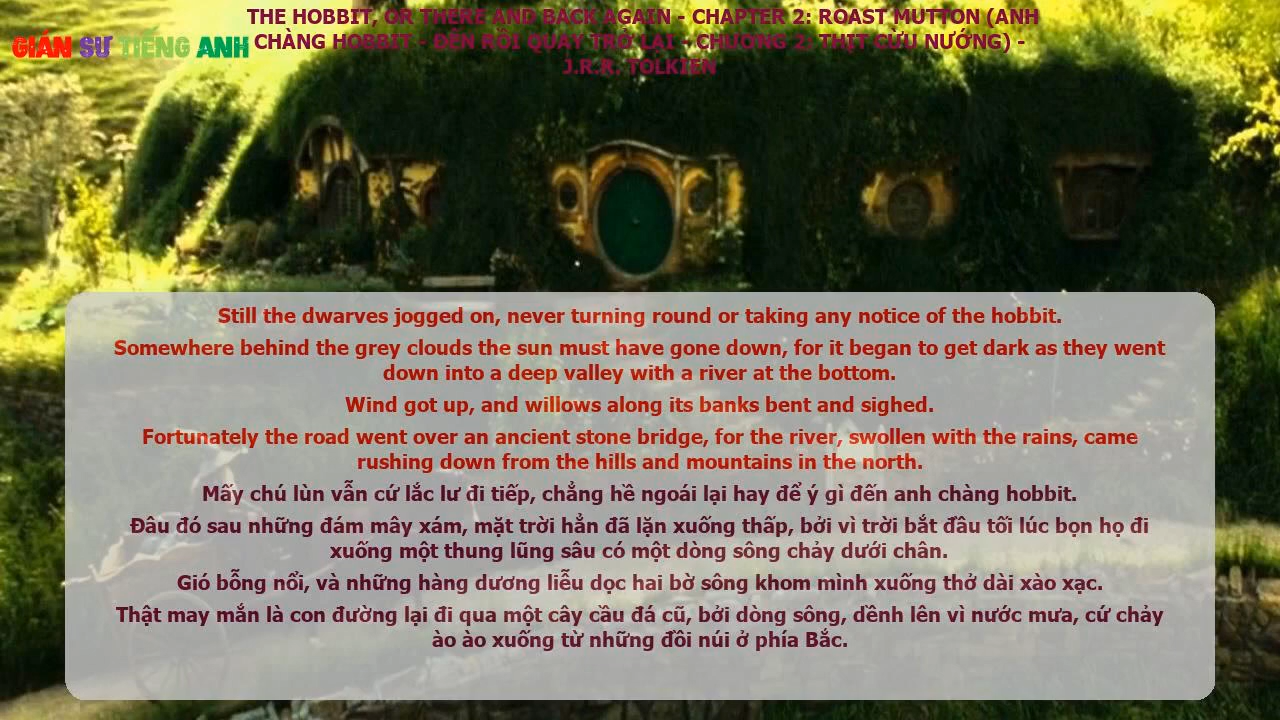 THE HOBBIT, OR THERE AND BACK AGAIN - CHAPTER 2: ROAST MUTTON (ANH
GIÁN SỨ TIẾNG ANH
CHÀNG HOBBIT - ĐẾN RỒI QUAY TRỞ LẠI - CHƯƠNG 2: THỊT CỪU NƯỚNG) -
J.R.R. TOLKIEN
Still the dwarves jogged on, never turning round or taking any notice of the hobbit.
Somewhere behind the grey clouds the sun must have gone down, for it began to get dark as they went
down into a deep valley with a river at the bottom.
Wind got up, and willows along its banks bent and sighed.
Fortunately the road went over an ancient stone bridge, for the river, swollen with the rains, came
rushing down from the hills and mountains in the north.
Mấy chú lùn vẫn cứ lắc lư đi tiếp, chẳng hề ngoái lại hay để ý gì đến anh chàng hobbit.
Đâu đó sau những đám mây xám, mặt trời hẳn đã lặn xuống thấp, bởi vì trời bắt đầu tối lúc bọn họ đi
xuống một thung lũng sâu có một dòng sông chảy dưới chân.
Gió bỗng nổi, và những hàng dương liễu dọc hai bờ sông khom mình xuống thở dài xào xạc.
Thật may mắn là con đường lại đi qua một cây cầu đá cũ, bởi dòng sông, dềnh lên vì nước mưa, cứ chảy
ào ào xuống từ những đồi núi ở phía Bắc.